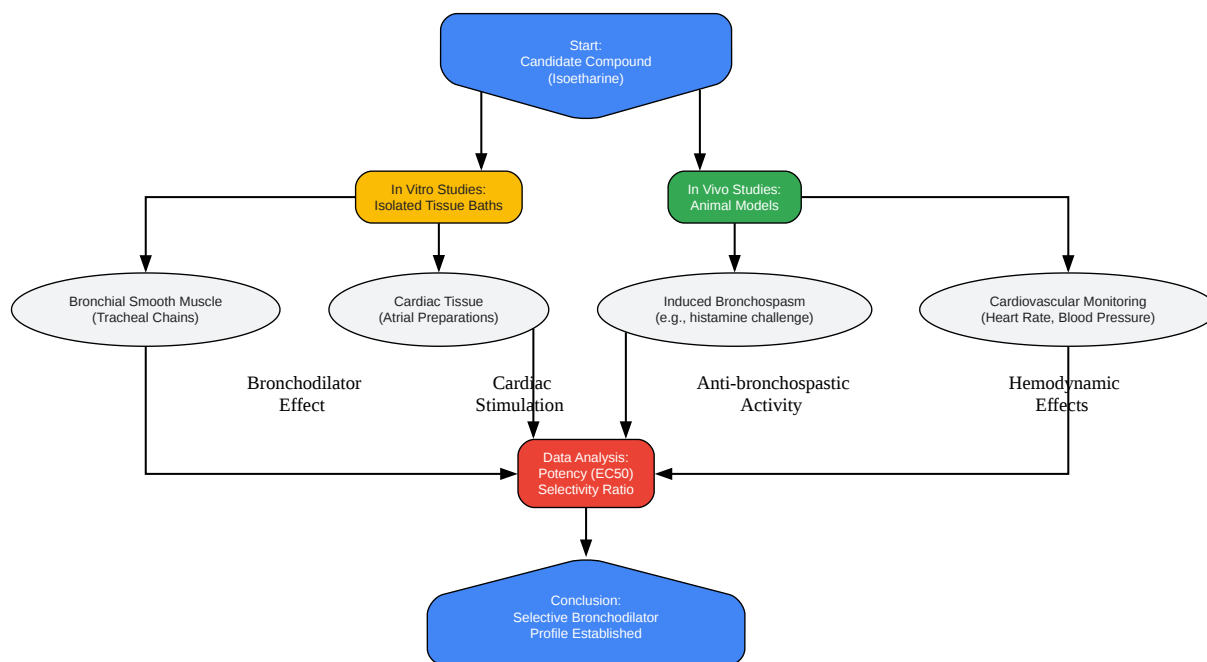 Start:
Candidate Compound
(Isoetharine)
In Vitro Studies:
Isolated Tissue Baths
In Vivo Studies:
Animal Models
Bronchial Smooth Muscle
(Tracheal Chains)
Cardiac Tissue
(Atrial Preparations)
Induced Bronchospasm
(e.g., histamine challenge)
Cardiovascular Monitoring
(Heart Rate, Blood Pressure)
Bronchodilator
Effect
Cardiac
Stimulation
Anti-bronchospastic
Activity
Hemodynamic
Effects
Data Analysis:
Potency (EC50)
Selectivity Ratio
Conclusion:
Selective Bronchodilator
Profile Established